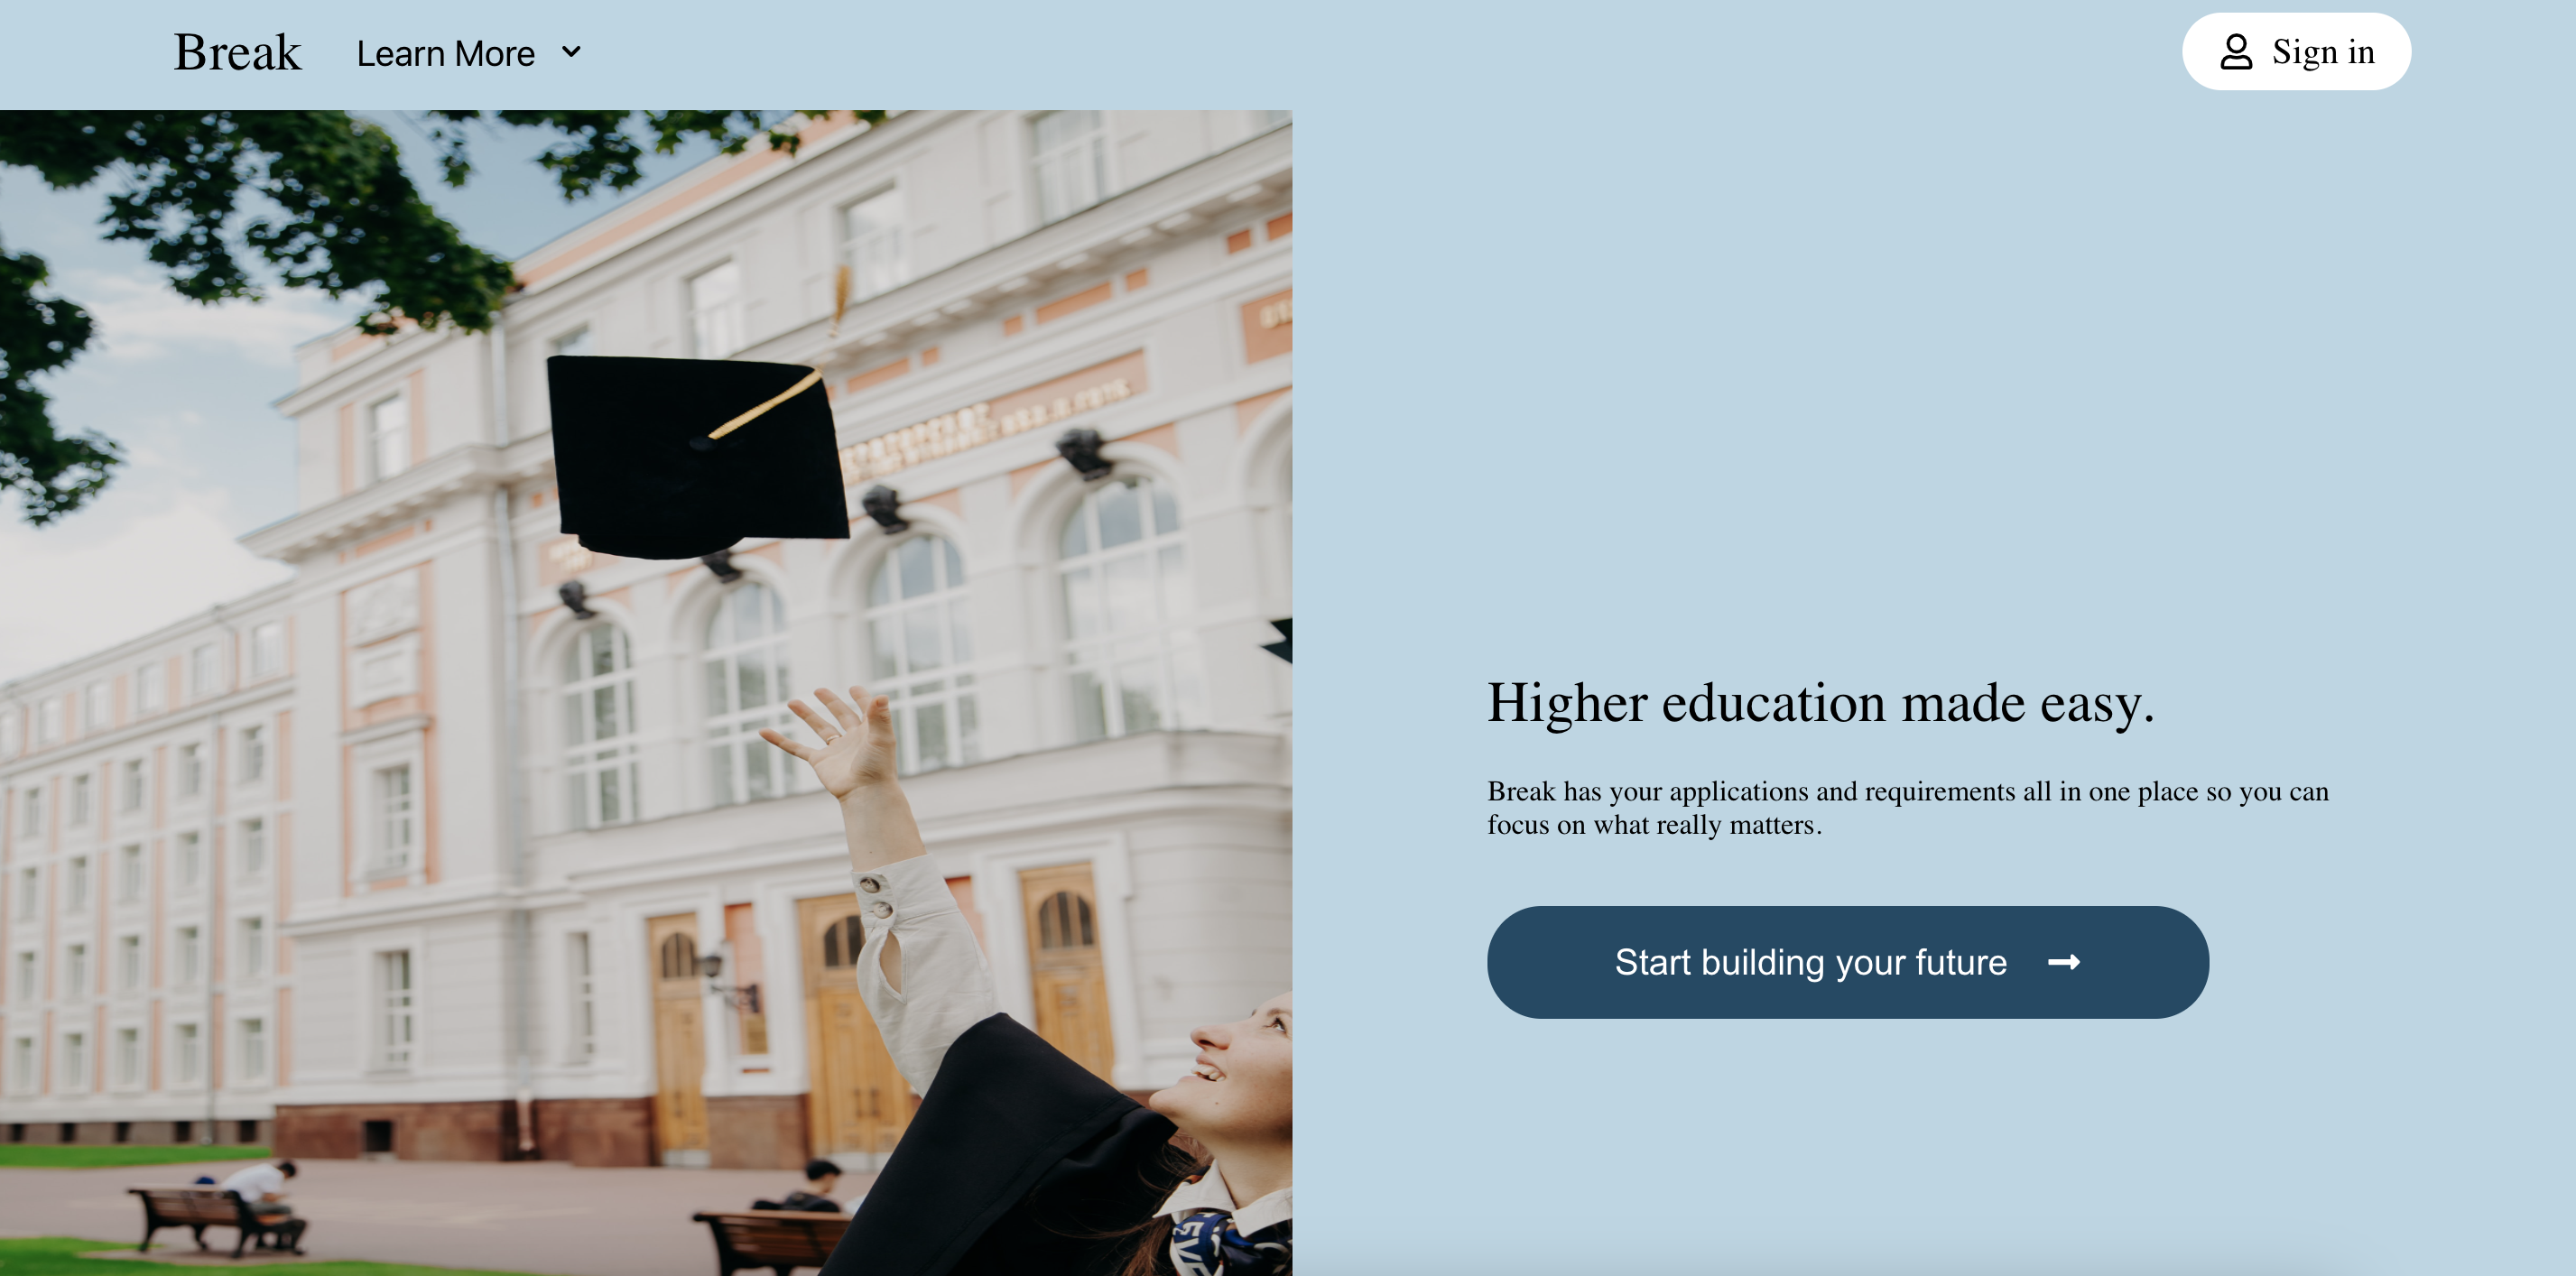 Break
Learn More
Sign in
Higher education made easy.
Break has your applications and requirements all in one place so you can
focus on what really matters.
Start building your future